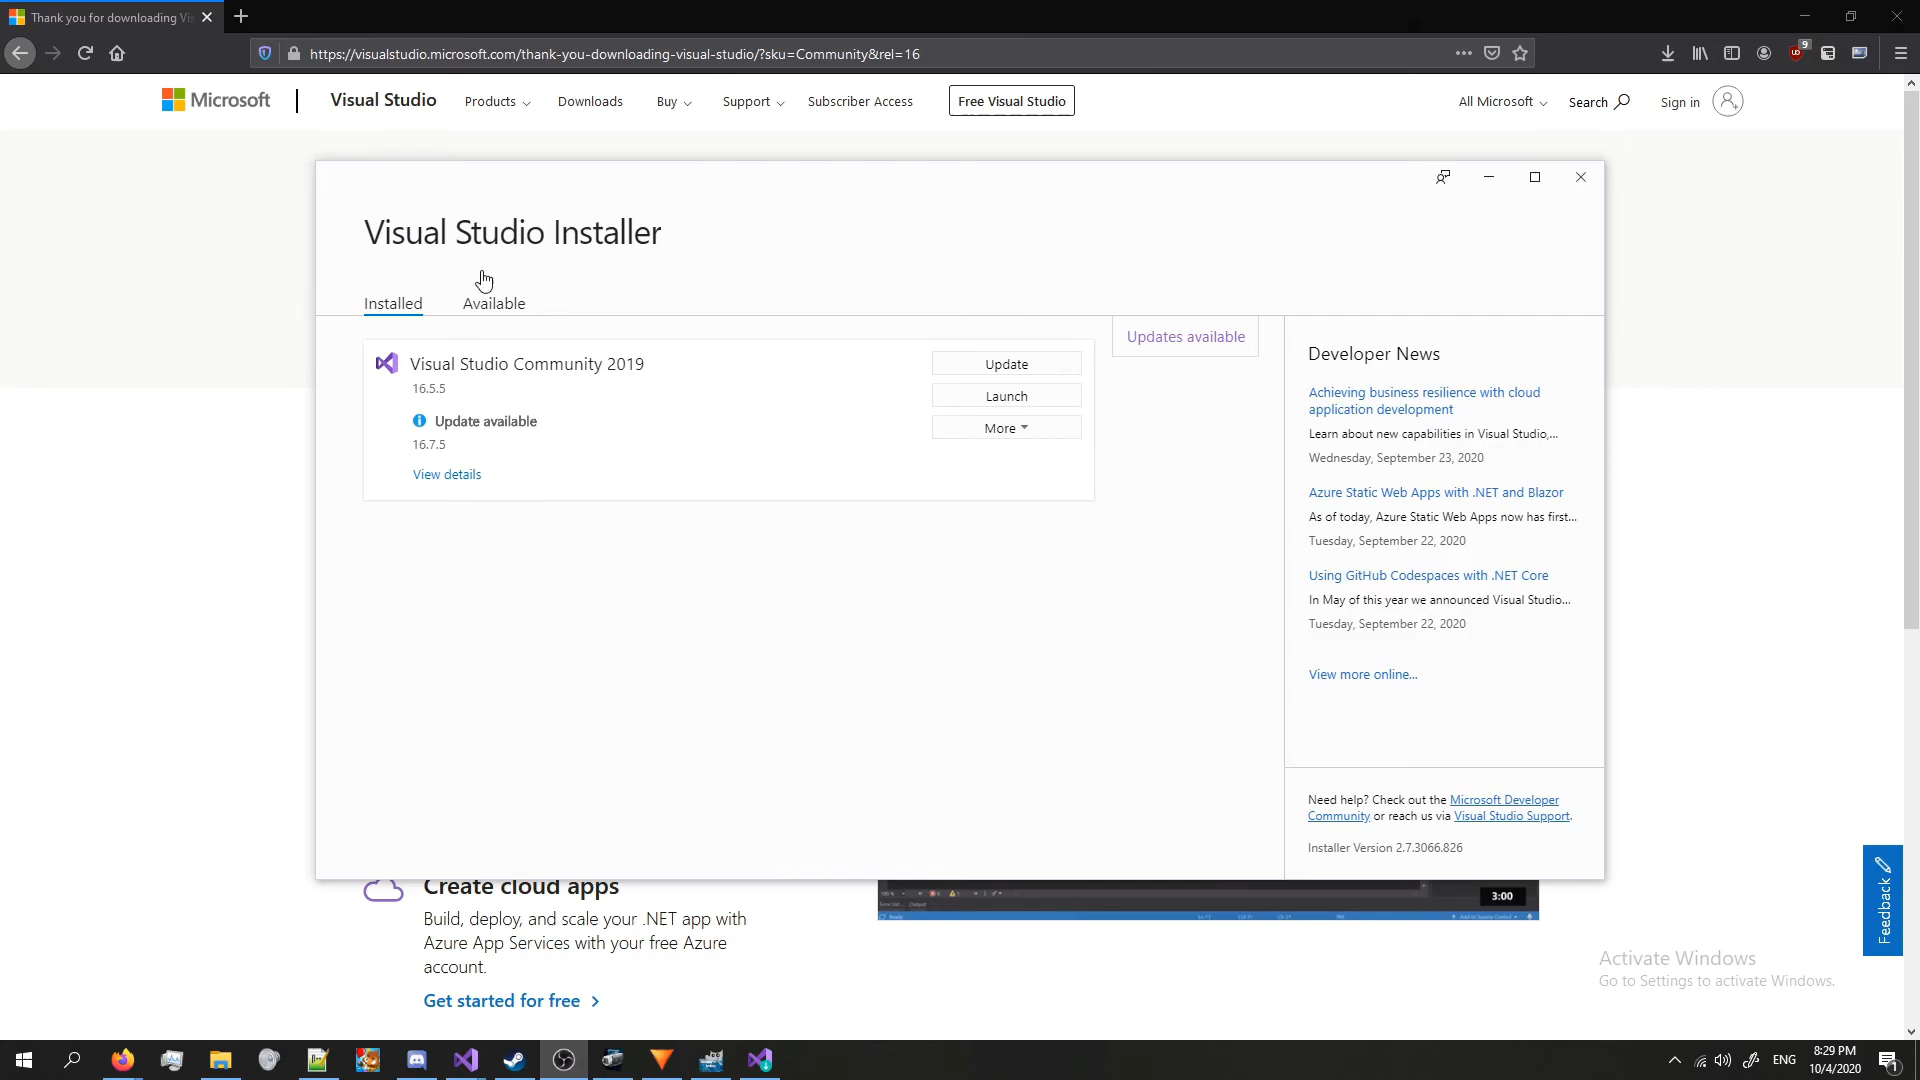 Thank you for downloading Vis
https://visualstudio.microsoft.com/thank-you-downloading-visual-studio/?sku=Community&rel=16
9
Microsoft
Visual Studio
Products
Downloads
Buy
Support
Subscriber Access
Free Visual Studio
All Microsoft
Search
Sign in
Visual Studio Installer
Installed
Available
Updates available
Visual Studio Community 2019
16.5.5
Update available
16.7.5
View details
Update
Launch
More
Developer News
Achieving business resilience with cloud
application development
Learn about new capabilities in Visual Studio,...
Wednesday, September 23, 2020
Azure Static Web Apps with .NET and Blazor
As of today, Azure Static Web Apps now has first...
Tuesday, September 22, 2020
Using GitHub Codespaces with .NET Core
In May of this year we announced Visual Studio...
Tuesday, September 22, 2020
View more online...
Need help? Check out the Microsoft Developer
Community or reach us via Visual Studio Support.
Installer Version 2.7.3066.826
Create cloud apps
Build, deploy, and scale your .NET app with
Azure App Services with your free Azure
account.
Get started for free
3:00
Feedback
Activate Windows
Go to Settings to activate Windows.
ENG
8:29 PM
10/4/2020
1